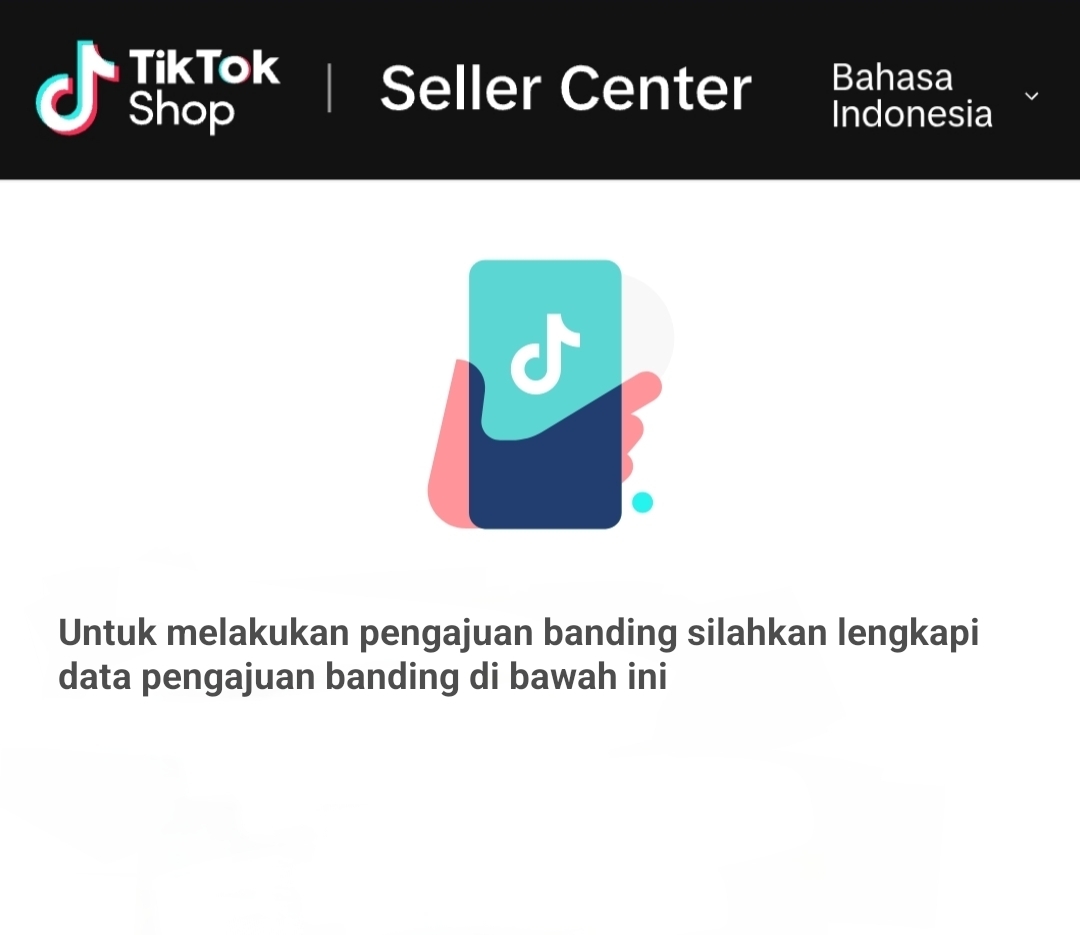 TikTok
Shop
Seller Center
Bahasa
Indonesia
Untuk melakukan pengajuan banding silahkan lengkapi
data pengajuan banding di bawah ini